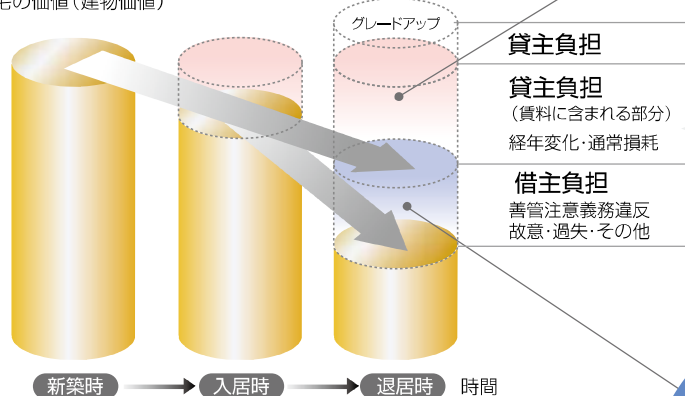 宅の価値(建物価値)
グレードアップ
貸主負担
貸主負担
(賃料に含まれる部分)
経年変化・通常損耗
借主負担
善管注意義務違反
故意・過失・その他
新築時
入居時
退居時
時間